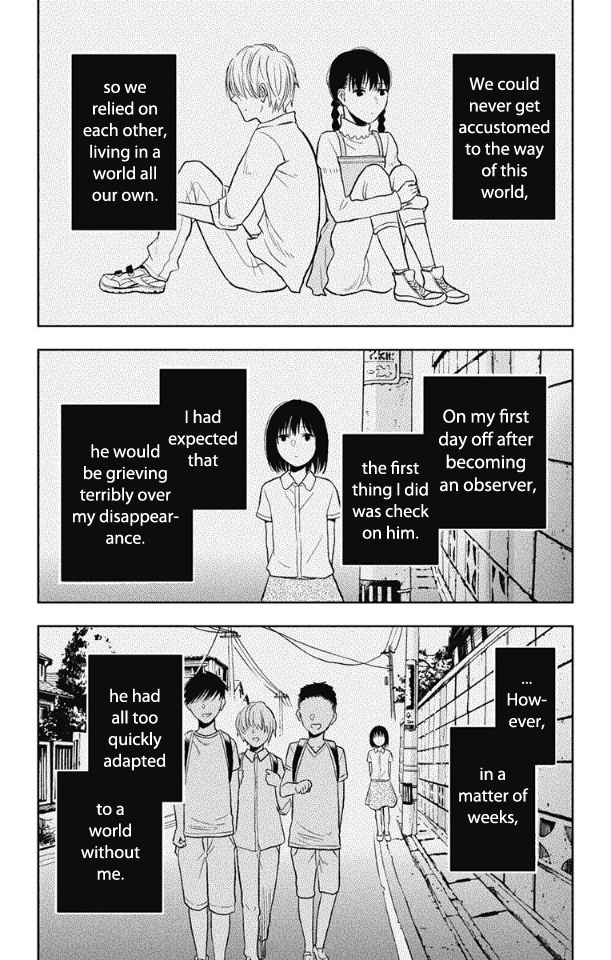 We could
never get
accustomed
to the way
of this
world,
so we
relied on
each other,
living in a
world all
our own.
On my first
day off after
becoming
an observer,
the first
thing I did
was check
on him.
I had
expected
that
he would
be grieving
terribly over
my disappear-
ance.
...
How-
ever,
in a
matter of
weeks,
he had
all too
quickly
adapted
to a
world
without
me.